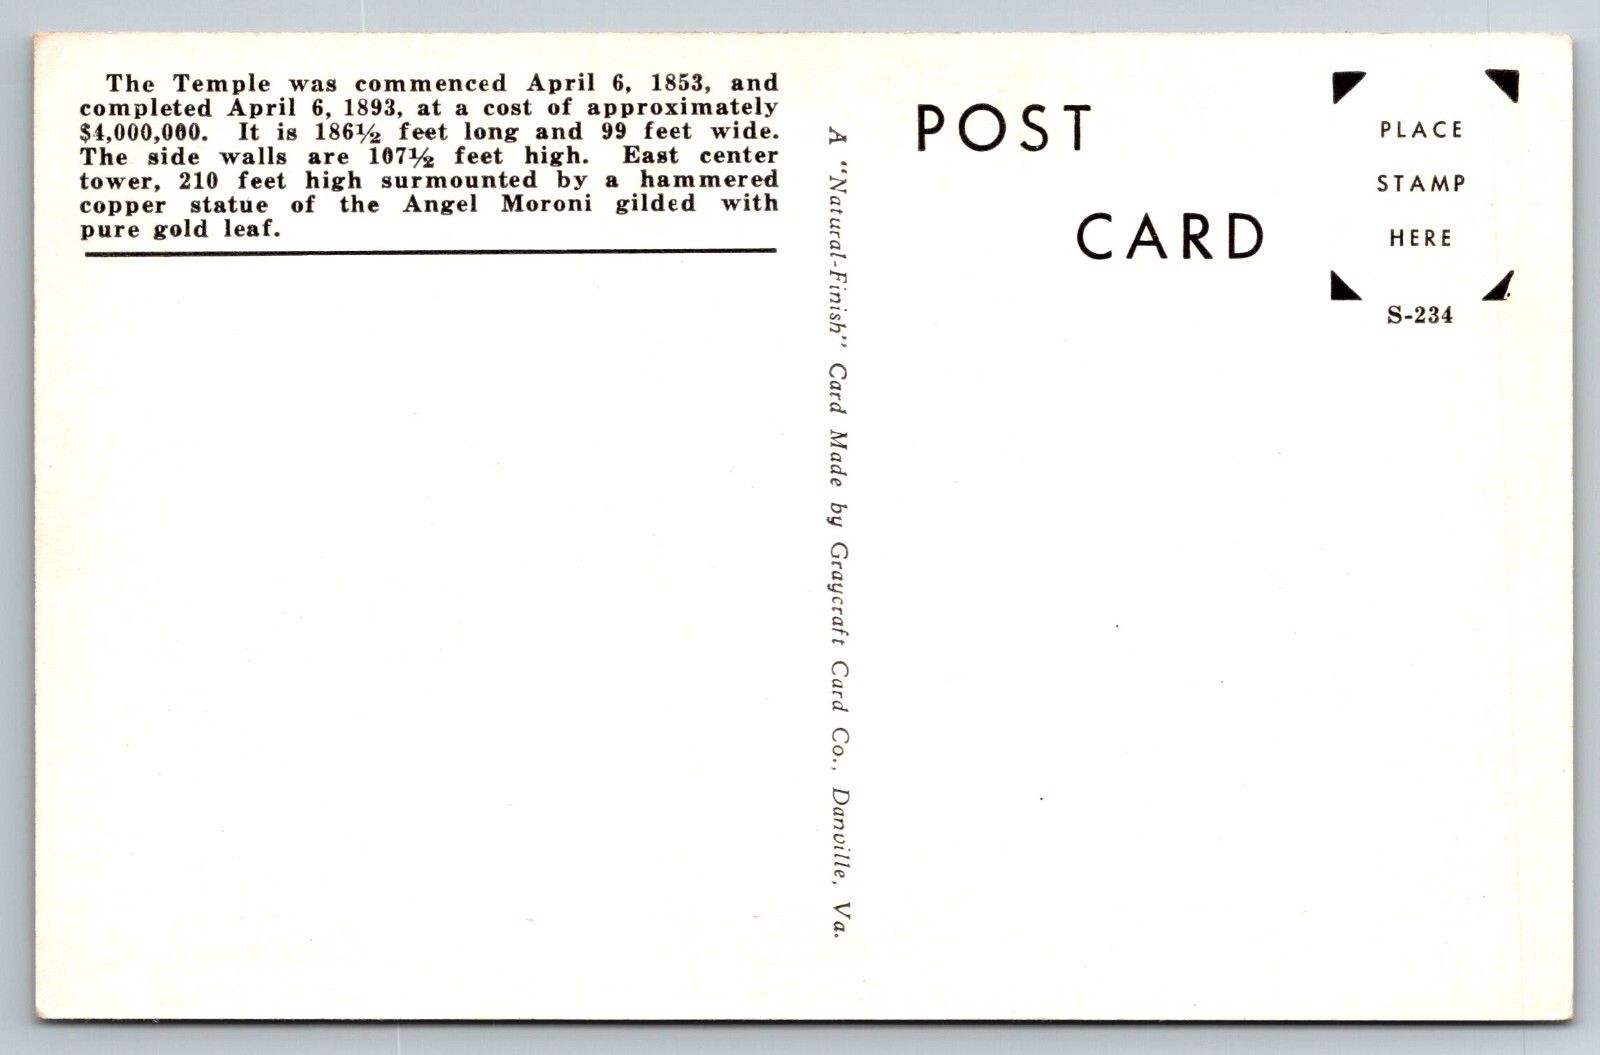 The Temple was commenced April 6, 1853, and
completed April 6, 1893, at a cost of approximately
$4,000,000. It is 186½ feet long and 99 feet wide.
The side walls are 107½ feet high. East center
tower, 210 feet high surmounted by a hammered
copper statue of the Angel Moroni gilded with
pure gold leaf.
A "Natural-Finish" Card Made by Graycraft Card Co., Danville, Va.
POST
CARD
PLACE
STAMP
HERE
S-234